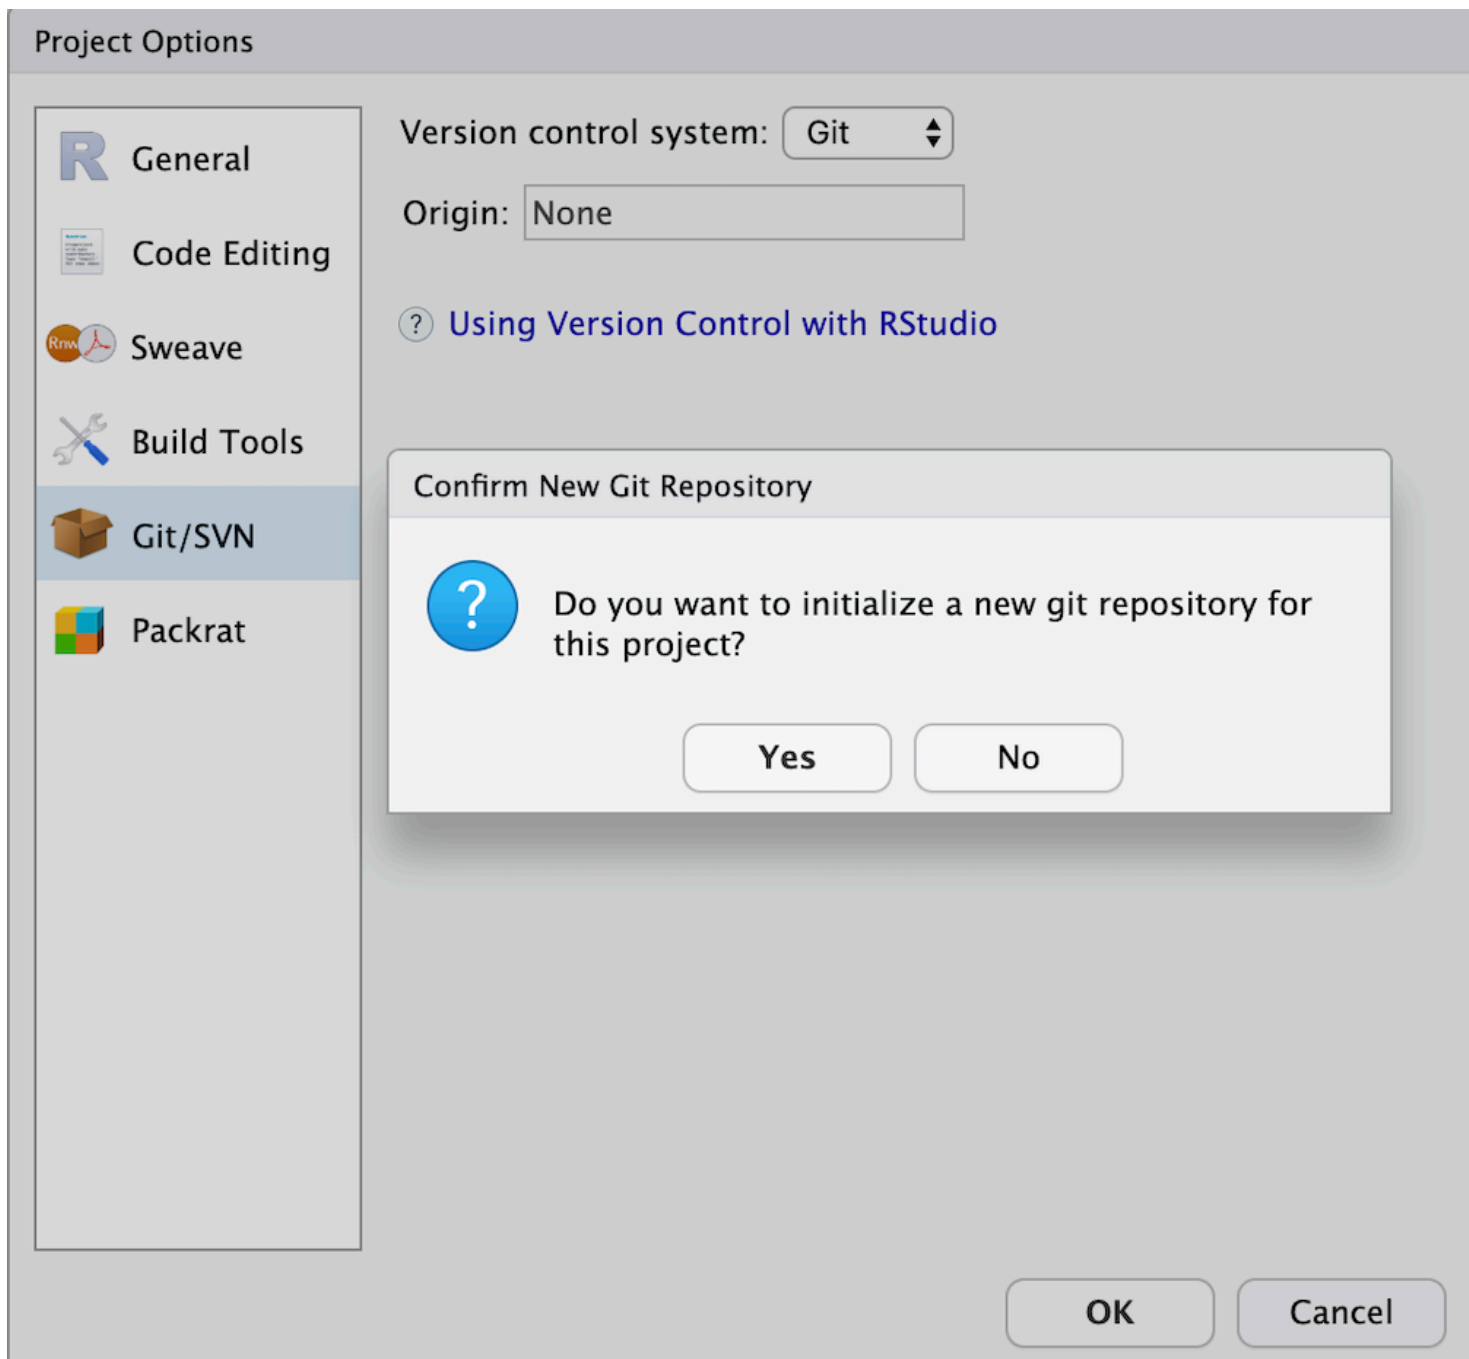 Project Options
General
Code Editing
Sweave
Build Tools
Git/SVN
Packrat
Version control system: Git
Origin: None
? Using Version Control with RStudio
Confirm New Git Repository
?
Do you want to initialize a new git repository for
this project?
Yes No
OK Cancel
R
Rnw